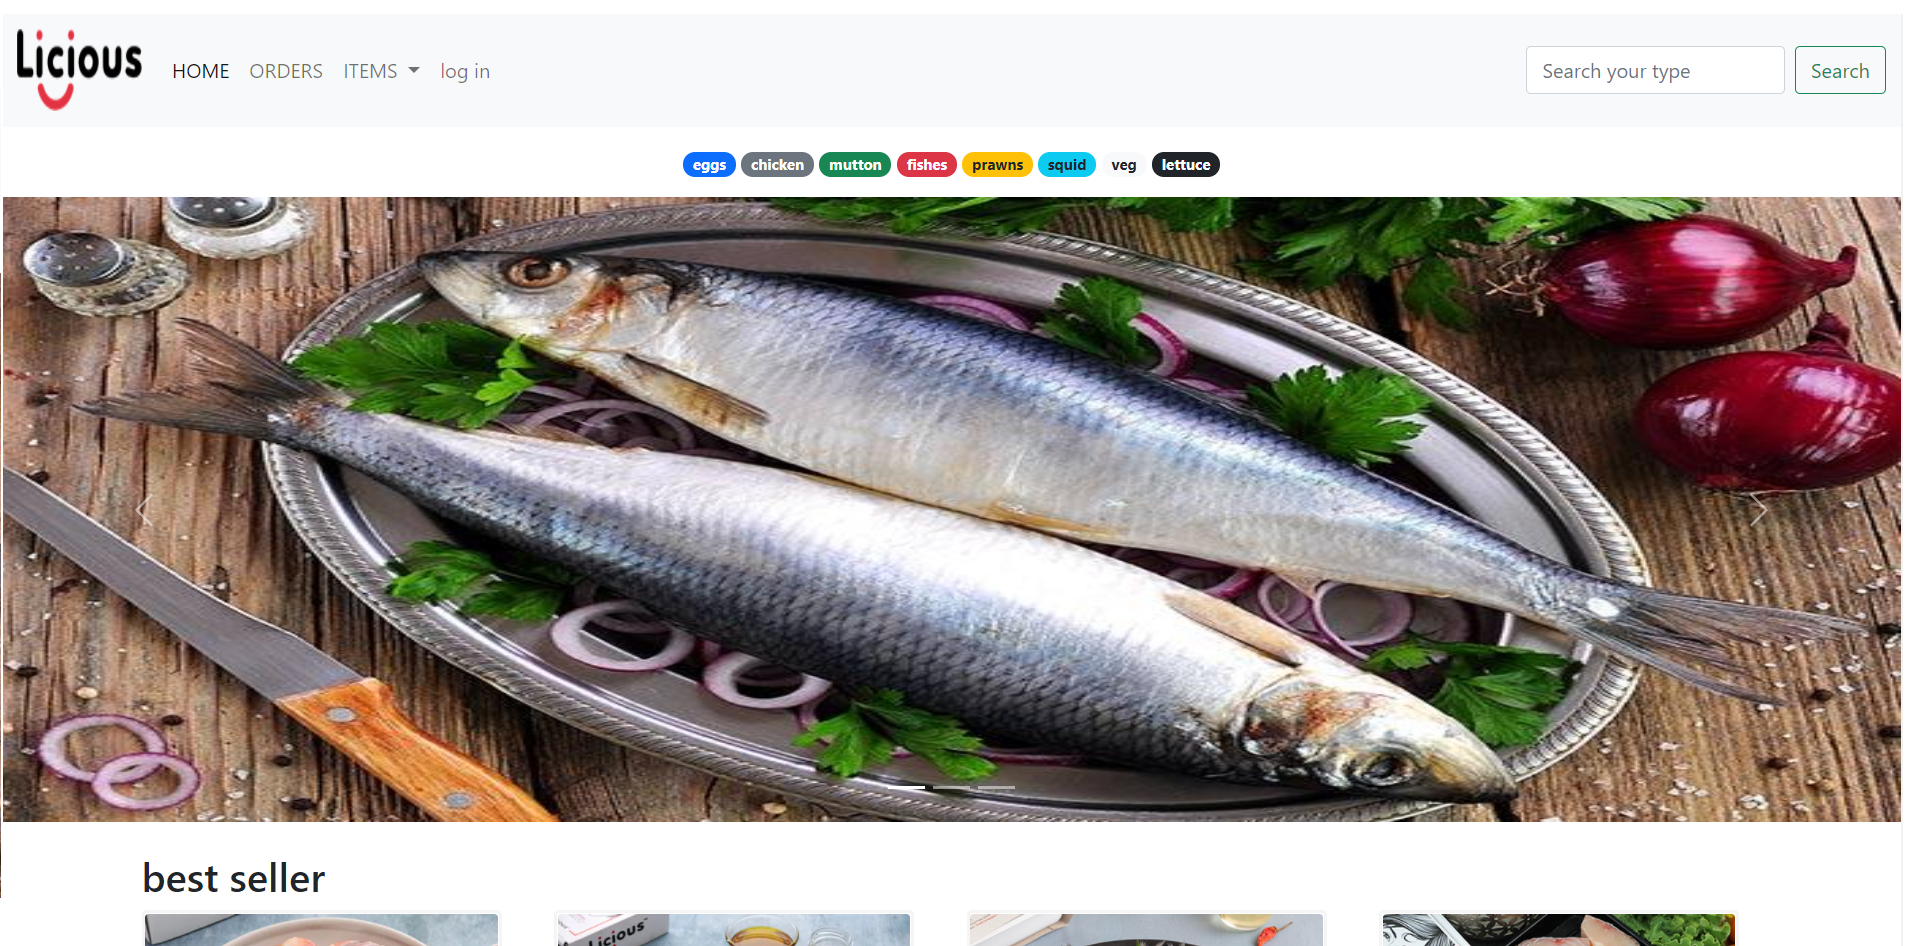 Licious
HOME ORDERS ITEMS log in
Search your type Search
eggs chicken mutton fishes prawns squid veg lettuce
best seller
Licious